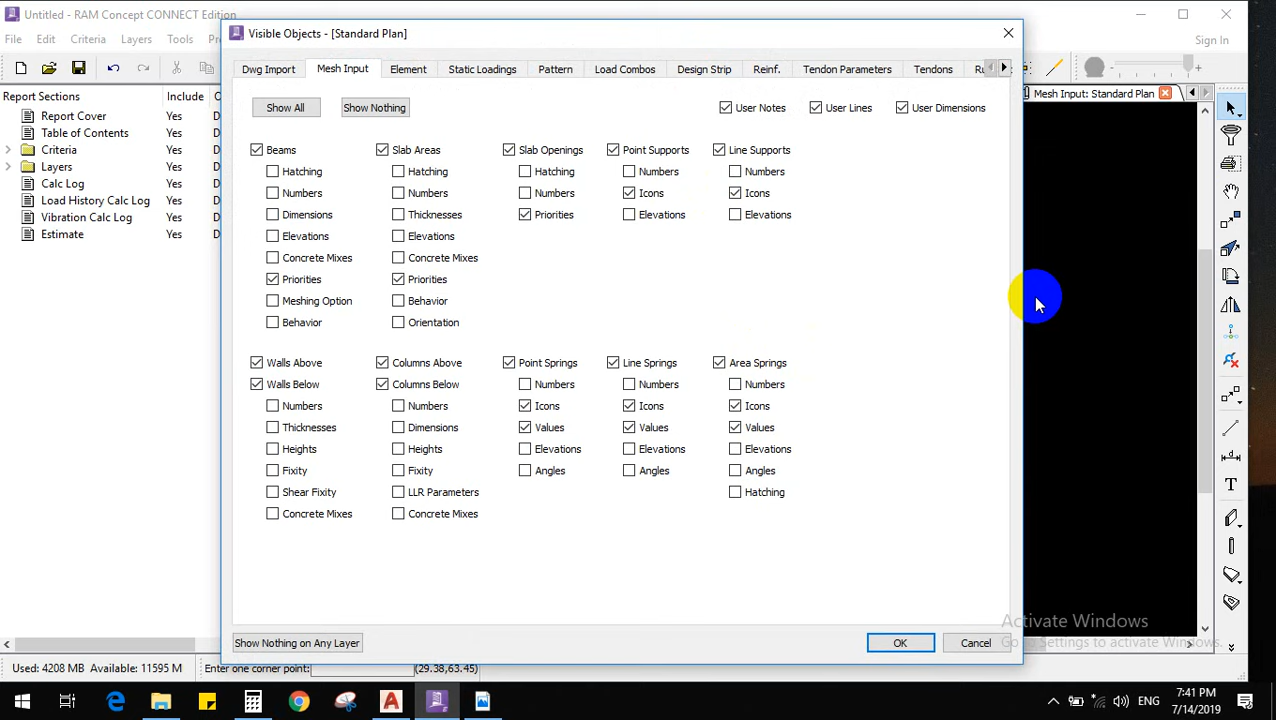 Untitled - RAM Concept CONNECT Edition
File Edit Criteria Layers Tools
Sign In
Report Sections Include
Report Cover Yes
Table of Contents Yes
Criteria Yes
Layers Yes
Calc Log Yes
Load History Calc Log Yes
Vibration Calc Log Yes
Estimate Yes
Mesh Input: Standard Plan
Visible Objects - [Standard Plan]
Dwg Import Mesh Input Element Static Loadings Pattern Load Combos Design Strip Reinf. Tendon Parameters Tendons
Show All Show Nothing User Notes User Lines User Dimensions
Beams Slab Areas Slab Openings Point Supports Line Supports
Hatching Hatching Hatching Numbers Numbers
Numbers Numbers Numbers Icons Icons
Dimensions Thicknesses Priorities Elevations Elevations
Elevations Elevations
Concrete Mixes Concrete Mixes
Priorities Priorities
Meshing Option Behavior
Behavior Orientation
Walls Above Columns Above Point Springs Line Springs Area Springs
Walls Below Columns Below Numbers Numbers Numbers
Numbers Numbers Icons Icons Icons
Thicknesses Dimensions Values Values Values
Heights Heights Elevations Elevations Elevations
Fixity Fixity Angles Angles Angles
Shear Fixity LLR Parameters Hatching
Concrete Mixes Concrete Mixes
Show Nothing on Any Layer OK Cancel
Activate Windows
Go to Settings to activate Windows.
Used: 4208 MB Available: 11595 M Enter one corner point: (29.38,63.45)
T
ENG
7:41 PM
7/14/2019